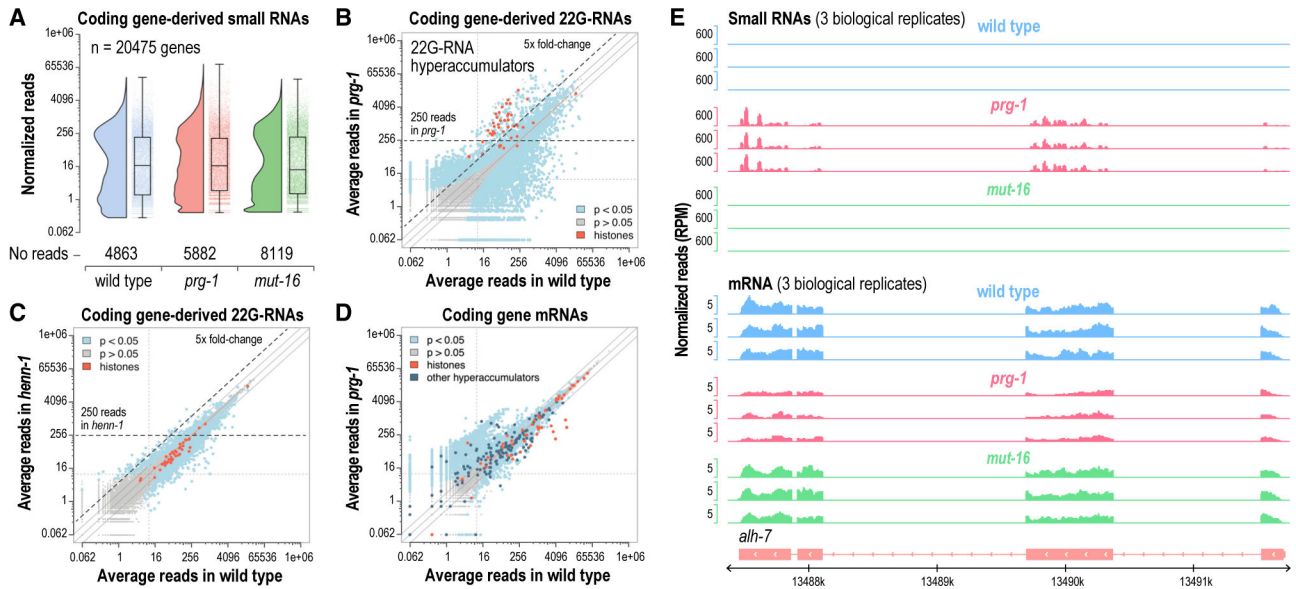 A
Coding gene-derived small RNAs
n = 20475 genes
Normalized reads
1e+06
65536
4096
256
16
1
0.062
No reads –
4863
5882
8119
wild type
prg-1
mut-16
B
Coding gene-derived 22G-RNAs
22G-RNA
hyperaccumulators
5x fold-change
250 reads
in prg-1
Average reads in prg-1
1e+06
65536
4096
256
16
1
0.062
p < 0.05
p > 0.05
histones
0.062
1
16
256
4096
65536
1e+06
Average reads in wild type
C
Coding gene-derived 22G-RNAs
p < 0.05
p > 0.05
histones
5x fold-change
250 reads
in henn-1
Average reads in henn-1
1e+06
65536
4096
256
16
1
0.062
0.062
1
16
256
4096
65536
1e+06
Average reads in wild type
D
Coding gene mRNAs
p < 0.05
p > 0.05
histones
other hyperaccumulators
Average reads in prg-1
1e+06
65536
4096
256
16
1
0.062
0.062
1
16
256
4096
65536
1e+06
Average reads in wild type
E
Small RNAs (3 biological replicates)
wild type
600
600
600
prg-1
600
600
600
mut-16
600
600
600
Normalized reads (RPM)
mRNA (3 biological replicates)
wild type
5
5
5
prg-1
5
5
5
mut-16
5
5
5
alh-7
13488k
13489k
13490k
13491k